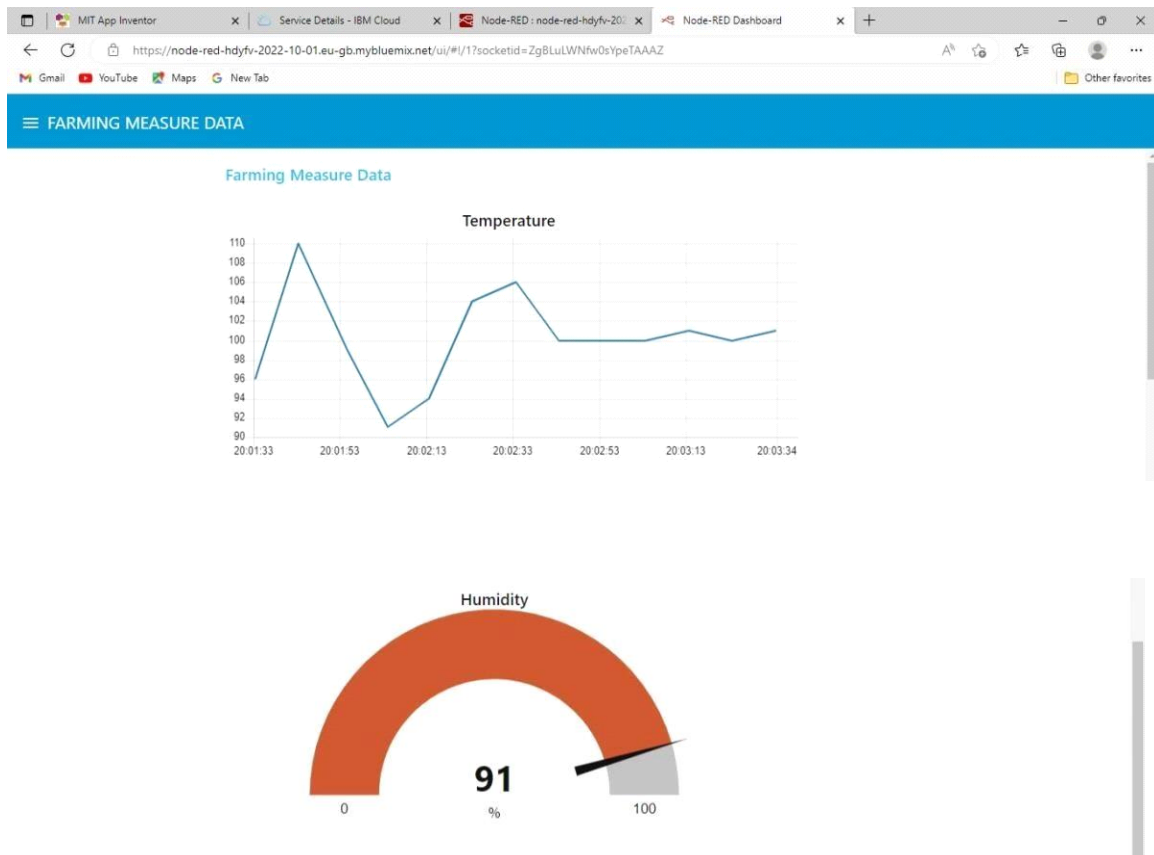 MIT App Inventor
Service Details - IBM Cloud
Node-RED : node-red-hdyfv-202
Node-RED Dashboard
https://node-red-hdyfv-2022-10-01.eu-gb.mybluemix.net/ui/#!/1?socketid=ZgBLuLWNfw0sYpeTAAAZ
Gmail YouTube Maps New Tab Other favorites
FARMING MEASURE DATA
Farming Measure Data
Temperature
110
108
106
104
102
100
98
96
94
92
90
20:01:33 20:01:53 20:02:13 20:02:33 20:02:53 20:03:13 20:03:34
Humidity
91
%
0 100